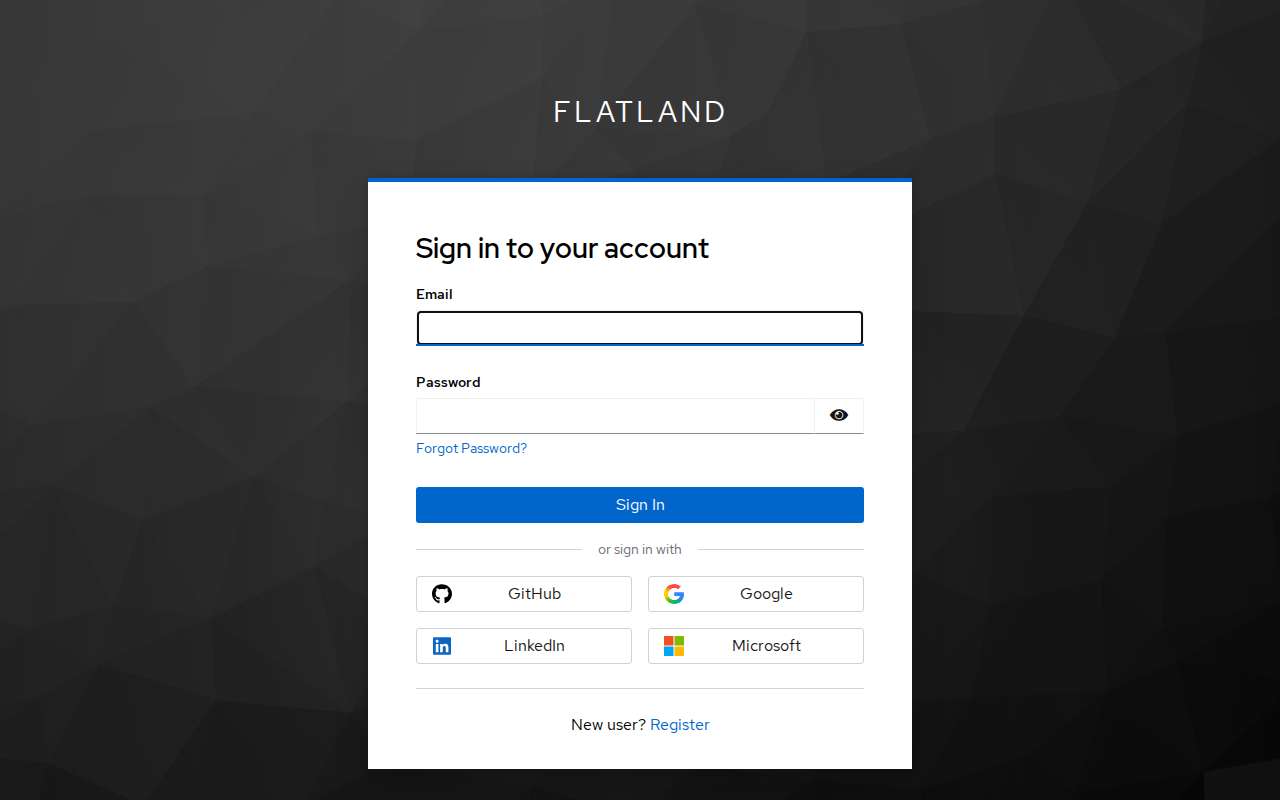 FLATLAND
Sign in to your account
Email
Password
Forgot Password?
Sign In
or sign in with
GitHub
Google
LinkedIn
Microsoft
New user? Register